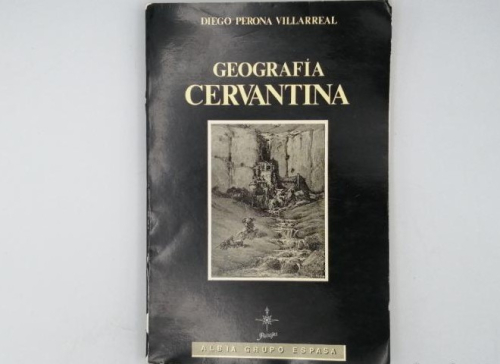 DIEGO PERONA VILLARREAL
GEOGRAFÍA
CERVANTINA
ALBIA GRUPO ESPASA